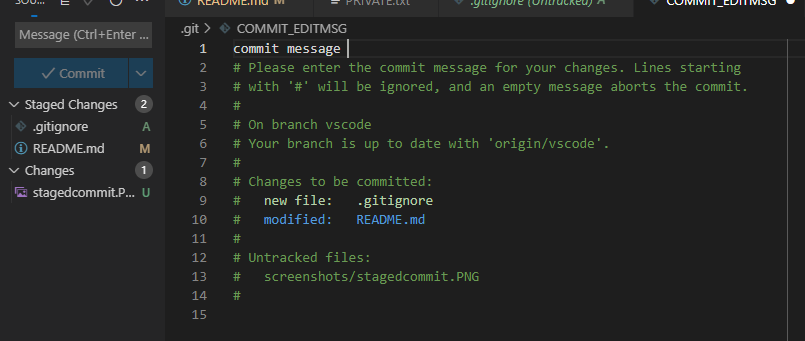 SOU...
README.md M
PRIVATE.txt
.gitignore (Untracked) A
COMMIT_EDITMSG
Message (Ctrl+Enter ...
Commit
Staged Changes 2
.gitignore A
README.md M
Changes 1
stagedcommit.P... U
.git > COMMIT_EDITMSG
1 commit message
2 # Please enter the commit message for your changes. Lines starting
3 # with '#' will be ignored, and an empty message aborts the commit.
4 #
5 # On branch vscode
6 # Your branch is up to date with 'origin/vscode'.
7 #
8 # Changes to be committed:
9 #   new file:   .gitignore
10 #   modified:   README.md
11 #
12 # Untracked files:
13 #   screenshots/stagedcommit.PNG
14 #
15